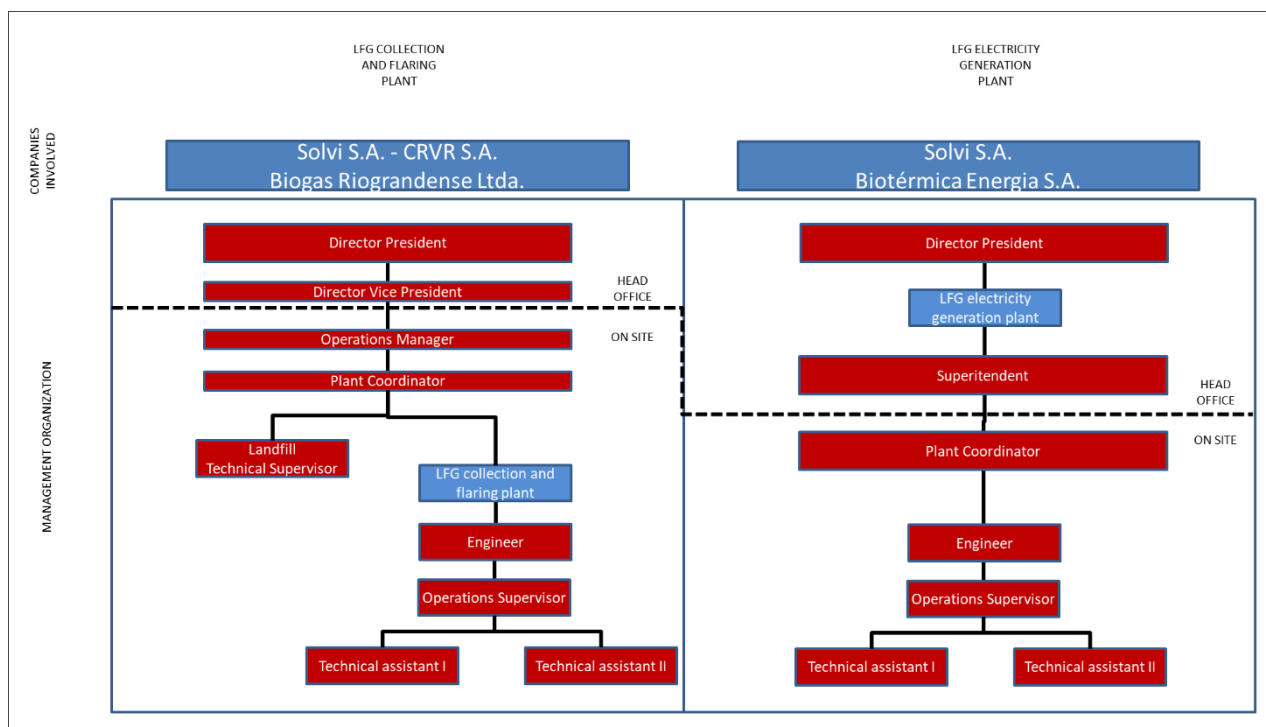 LFG COLLECTION
AND FLARING
PLANT
LFG ELECTRICITY
GENERATION
PLANT
COMPANIES
INVOLVED
Solvi S.A. - CRVR S.A.
Biogas Riograndense Ltda.
Solvi S.A.
Biotérmica Energia S.A.
MANAGEMENT ORGANIZATION
Director President
Director Vice President
HEAD
OFFICE
ON SITE
Operations Manager
Plant Coordinator
Landfill
Technical Supervisor
LFG collection and
flaring plant
Engineer
Operations Supervisor
Technical assistant I
Technical assistant II
Director President
LFG electricity
generation plant
Superitendent
HEAD
OFFICE
ON SITE
Plant Coordinator
Engineer
Operations Supervisor
Technical assistant I
Technical assistant II